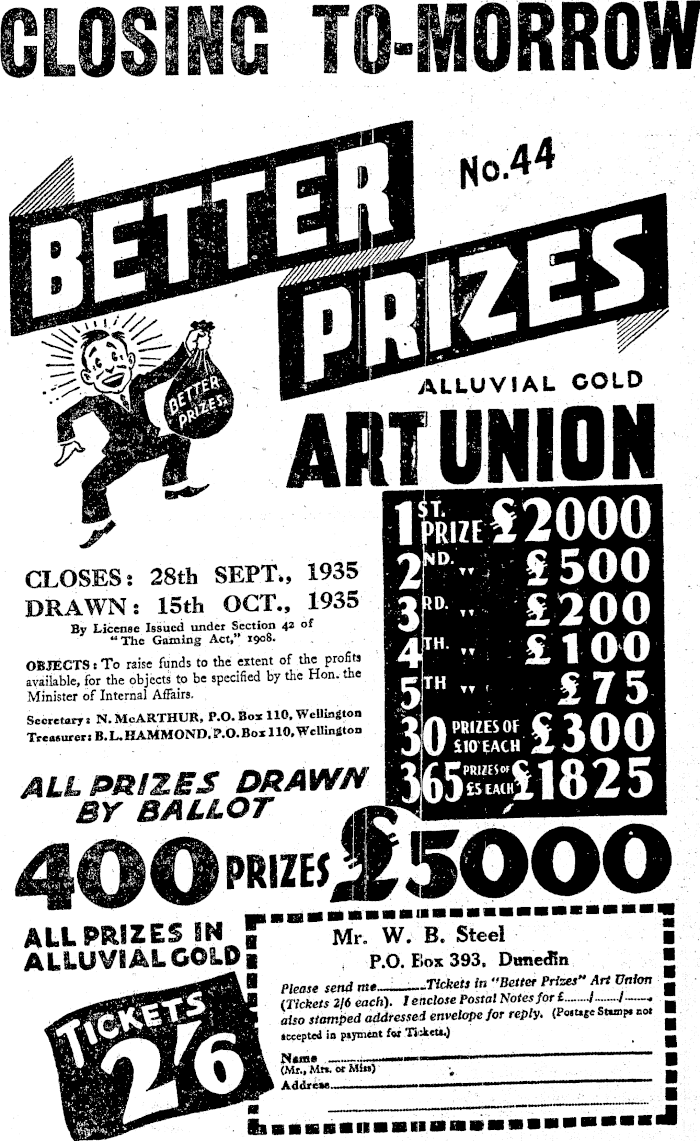 CLOSING TO-MORROW
No.44
BETTER
PRIZES
BETTER
PRIZES
ALLUVIAL GOLD
ART UNION
1ST. PRIZE £2000
2ND. ,, £500
3RD. ,, £200
4TH. ,, £100
5TH ,, £75
30 PRIZES OF £10 EACH £300
365 PRIZES OF £5 EACH £1825
CLOSES: 28th SEPT., 1935
DRAWN: 15th OCT., 1935
By License Issued under Section 42 of
"The Gaming Act," 1908.
OBJECTS: To raise funds to the extent of the profits
available, for the objects to be specified by the Hon. the
Minister of Internal Affairs.
Secretary: N. McARTHUR, P.O. Box 110, Wellington
Treasurer: B.L. HAMMOND, P.O. Box 110, Wellington
ALL PRIZES DRAWN
BY BALLOT
400 PRIZES £5000
ALL PRIZES IN
ALLUVIAL GOLD
TICKETS
2/6
Mr. W. B. Steel
P.O. Box 393, Dunedin
Please send me............Tickets in "Better Prizes" Art Union
(Tickets 2/6 each). I enclose Postal Notes for £......./......./.......,
also stamped addressed envelope for reply. (Postage Stamps not
accepted in payment for Tickets.)
Name
(Mr., Mrs. or Miss)
Address